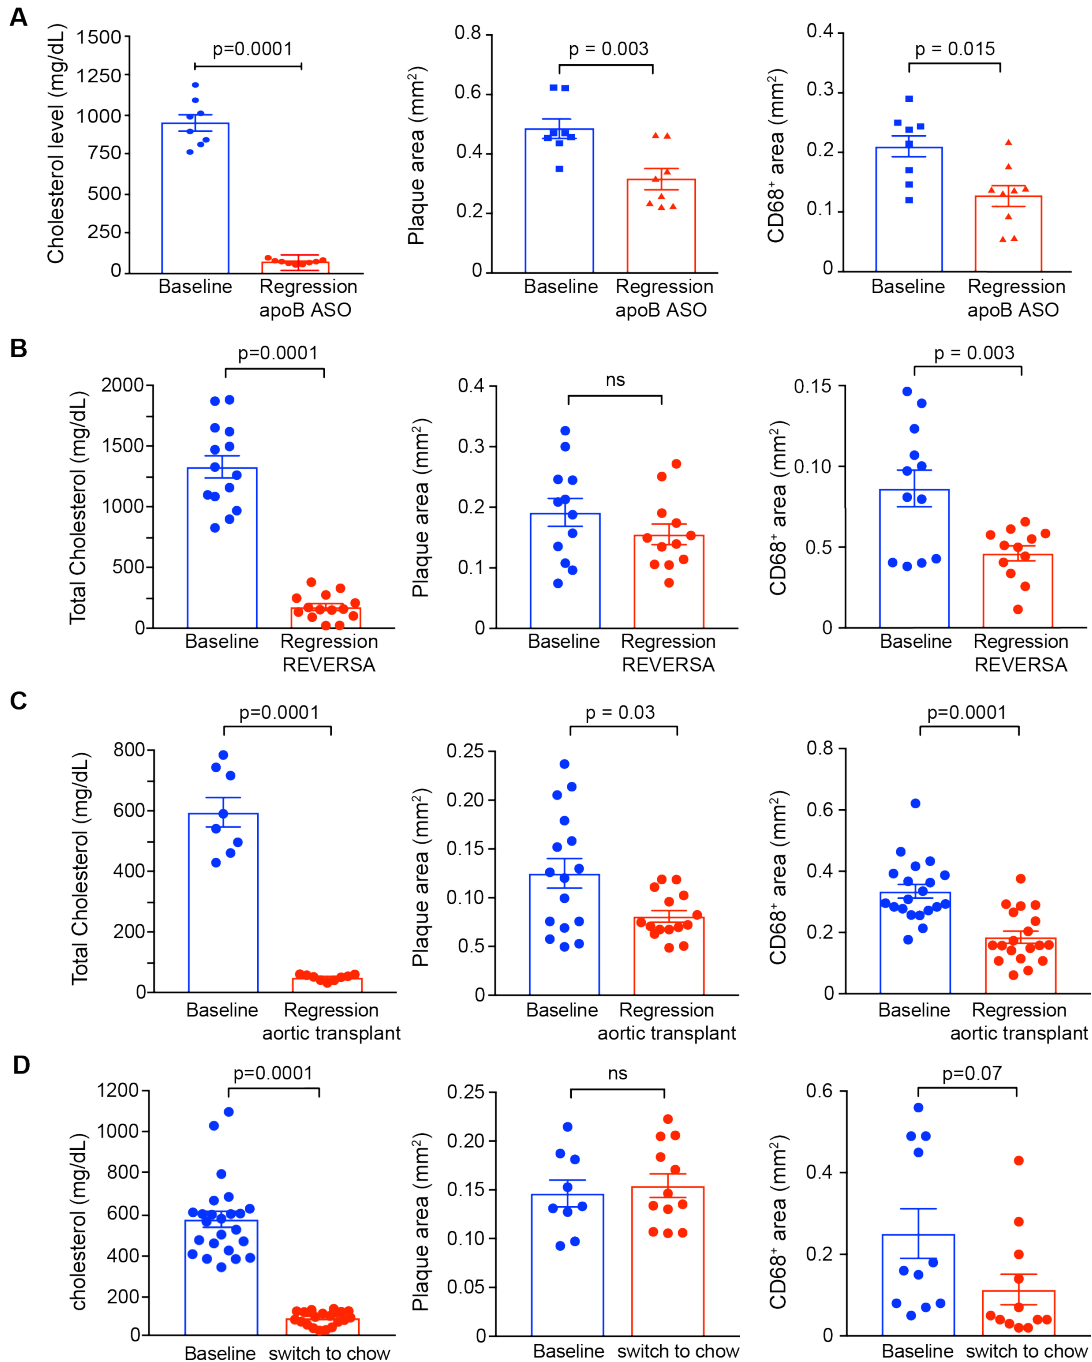 A
Cholesterol level (mg/dL)
1500
1250
1000
750
500
250
0
p=0.0001
Baseline
Regression
apoB ASO
Plaque area (mm²)
0.8
0.6
0.4
0.2
0
p = 0.003
Baseline
Regression
apoB ASO
CD68⁺ area (mm²)
0.4
0.3
0.2
0.1
0
p = 0.015
Baseline
Regression
apoB ASO
B
Total Cholesterol (mg/dL)
2000
1500
1000
500
0
p=0.0001
Baseline
Regression
REVERSA
Plaque area (mm²)
0.4
0.3
0.2
0.1
0
ns
Baseline
Regression
REVERSA
CD68⁺ area (mm²)
0.15
0.10
0.5
0
p = 0.003
Baseline
Regression
REVERSA
C
Total Cholesterol (mg/dL)
800
600
400
200
0
p=0.0001
Baseline
Regression
aortic transplant
Plaque area (mm²)
0.25
0.20
0.15
0.10
0.5
0
p = 0.03
Baseline
Regression
aortic transplant
CD68⁺ area (mm²)
0.8
0.6
0.4
0.2
0
p=0.0001
Baseline
Regression
aortic transplant
D
cholesterol (mg/dL)
1200
1000
800
600
400
200
0
p=0.0001
Baseline
switch to chow
Plaque area (mm²)
0.25
0.20
0.15
0.10
0.05
0
ns
Baseline
switch to chow
CD68⁺ area (mm²)
0.6
0.4
0.2
0
p=0.07
Baseline
switch to chow